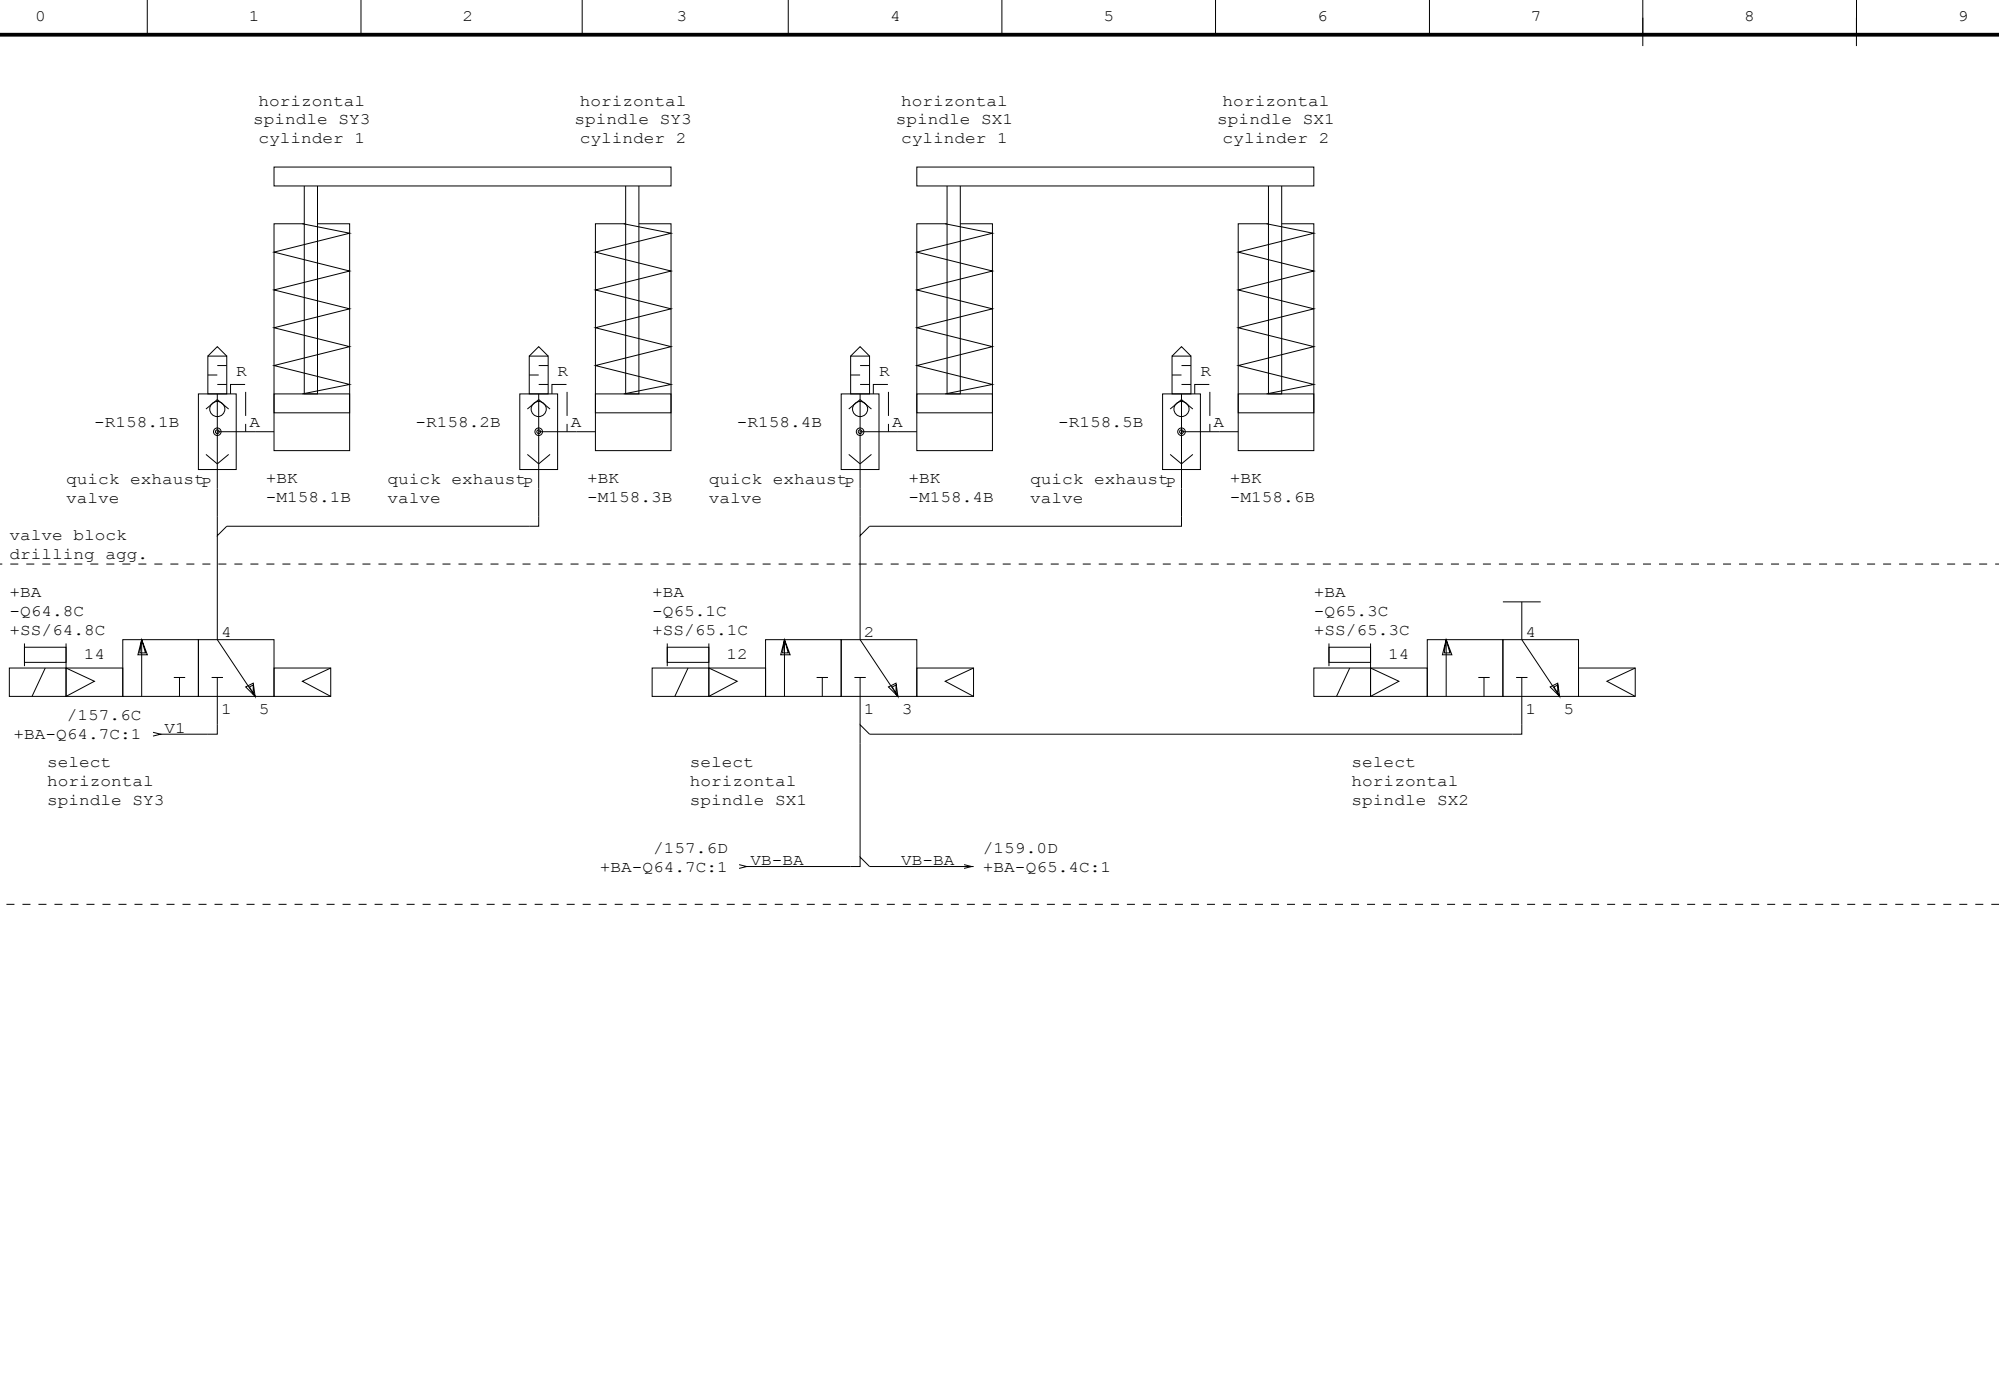 0 1 2 3 4 5 6 7 8 9
horizontal
spindle SY3
cylinder 1
horizontal
spindle SY3
cylinder 2
horizontal
spindle SX1
cylinder 1
horizontal
spindle SX1
cylinder 2
R
R
R
R
-R158.1B
A
-R158.2B
A
-R158.4B
A
-R158.5B
A
quick exhaust
valve
P
+BK
-M158.1B
quick exhaust
valve
P
+BK
-M158.3B
quick exhaust
valve
P
+BK
-M158.4B
quick exhaust
valve
P
+BK
-M158.6B
valve block
drilling agg.
+BA
-Q64.8C
+SS/64.8C
4
14
1 5
/157.6C
+BA-Q64.7C:1
V1
select
horizontal
spindle SY3
+BA
-Q65.1C
+SS/65.1C
2
12
1 3
select
horizontal
spindle SX1
+BA
-Q65.3C
+SS/65.3C
4
14
1 5
select
horizontal
spindle SX2
/157.6D
+BA-Q64.7C:1
VB-BA
VB-BA
/159.0D
+BA-Q65.4C:1